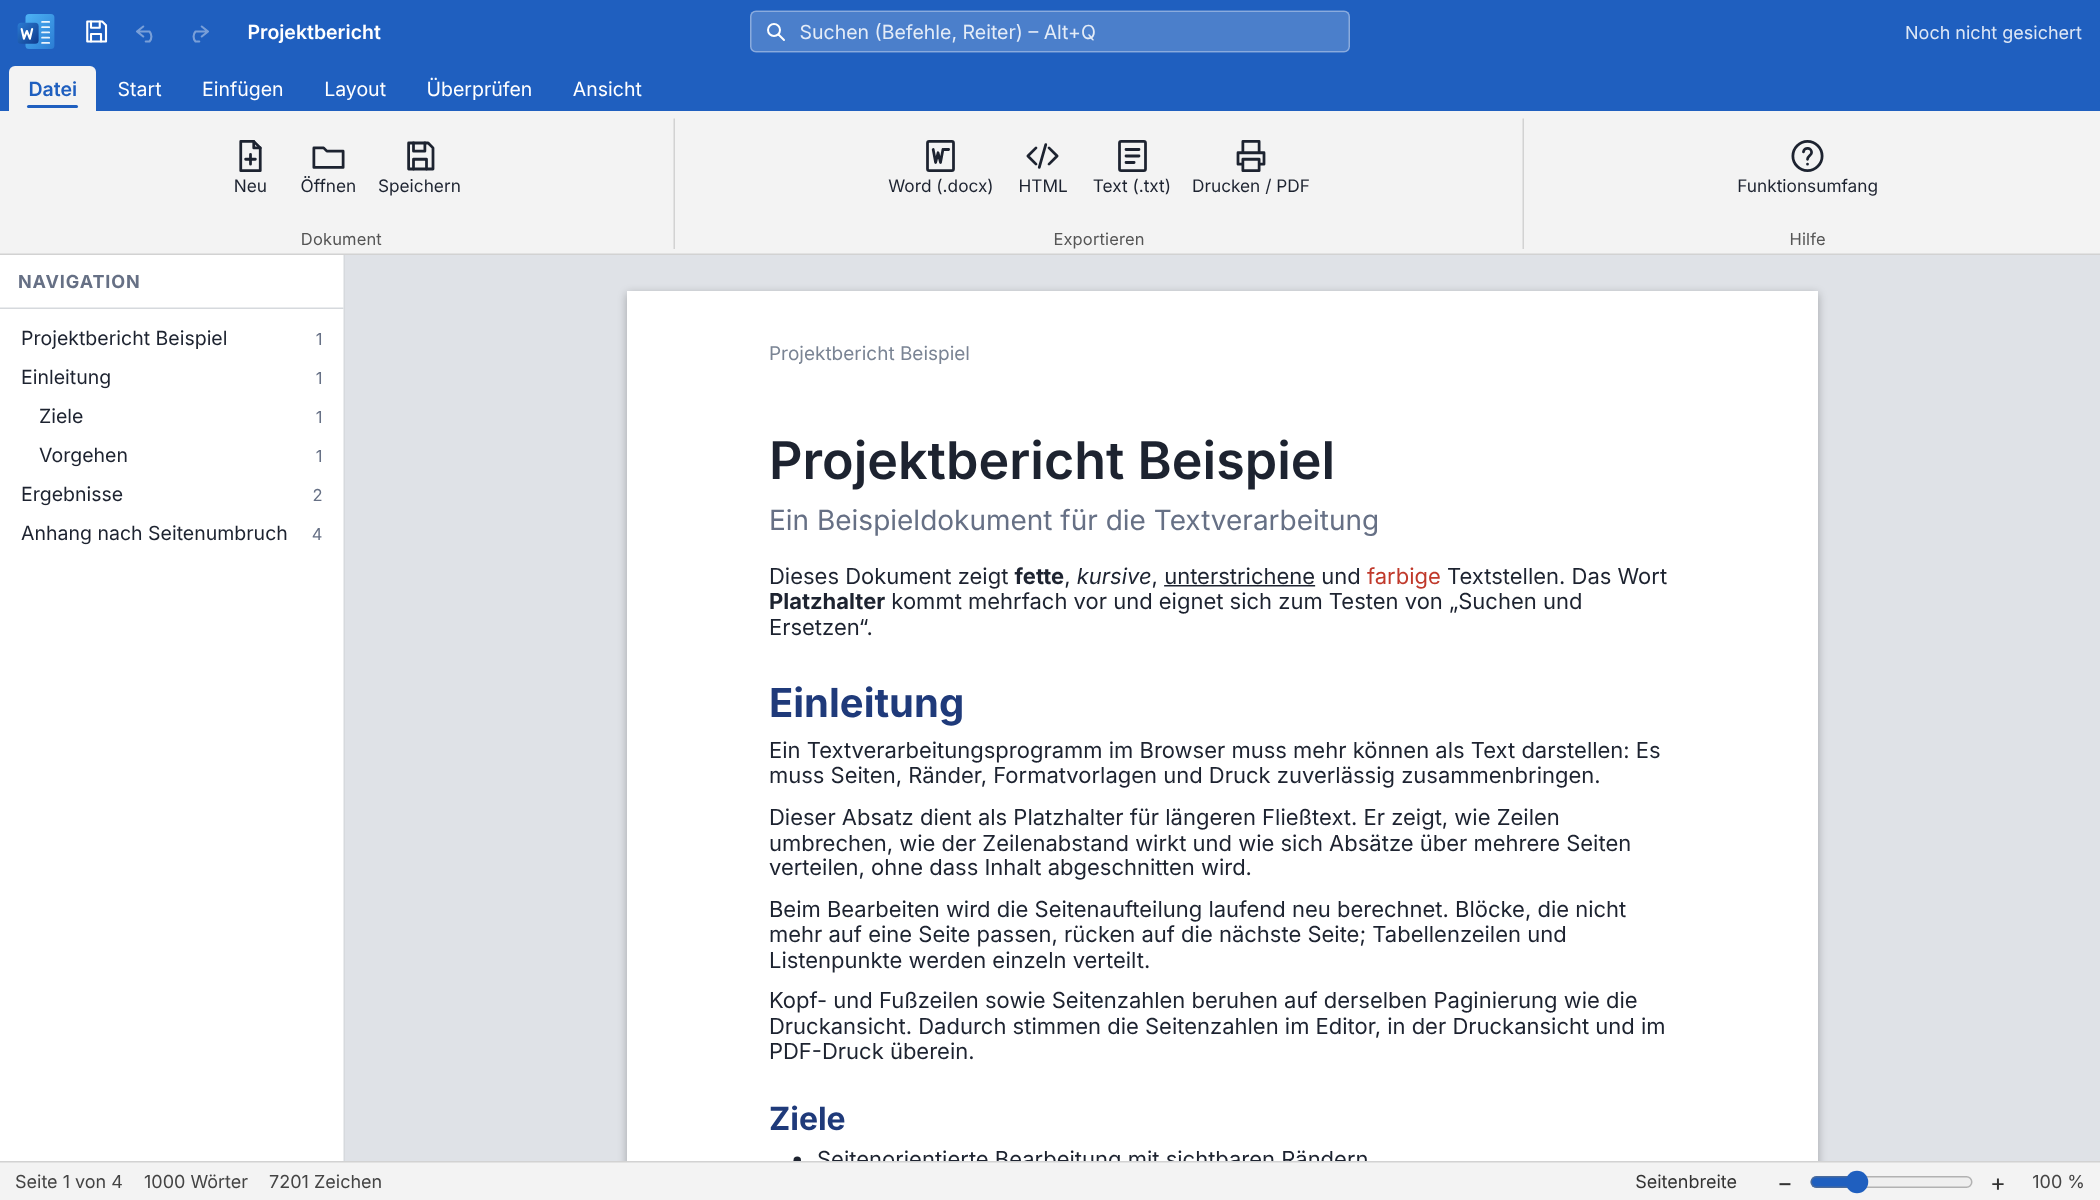 Projektbericht
Suchen (Befehle, Reiter) – Alt+Q
Noch nicht gesichert
Datei Start Einfügen Layout Überprüfen Ansicht
Neu Öffnen Speichern
Dokument
Word (.docx) HTML Text (.txt) Drucken / PDF
Exportieren
Funktionsumfang
Hilfe
NAVIGATION
Projektbericht Beispiel 1
Einleitung 1
Ziele 1
Vorgehen 1
Ergebnisse 2
Anhang nach Seitenumbruch 4
Projektbericht Beispiel
Projektbericht Beispiel
Ein Beispieldokument für die Textverarbeitung
Dieses Dokument zeigt fette, kursive, unterstrichene und farbige Textstellen. Das Wort
Platzhalter kommt mehrfach vor und eignet sich zum Testen von „Suchen und
Ersetzen“.
Einleitung
Ein Textverarbeitungsprogramm im Browser muss mehr können als Text darstellen: Es
muss Seiten, Ränder, Formatvorlagen und Druck zuverlässig zusammenbringen.
Dieser Absatz dient als Platzhalter für längeren Fließtext. Er zeigt, wie Zeilen
umbrechen, wie der Zeilenabstand wirkt und wie sich Absätze über mehrere Seiten
verteilen, ohne dass Inhalt abgeschnitten wird.
Beim Bearbeiten wird die Seitenaufteilung laufend neu berechnet. Blöcke, die nicht
mehr auf eine Seite passen, rücken auf die nächste Seite; Tabellenzeilen und
Listenpunkte werden einzeln verteilt.
Kopf- und Fußzeilen sowie Seitenzahlen beruhen auf derselben Paginierung wie die
Druckansicht. Dadurch stimmen die Seitenzahlen im Editor, in der Druckansicht und im
PDF-Druck überein.
Ziele
• Seitenorientierte Bearbeitung mit sichtbaren Rändern
Seite 1 von 4 1000 Wörter 7201 Zeichen
Seitenbreite – + 100 %